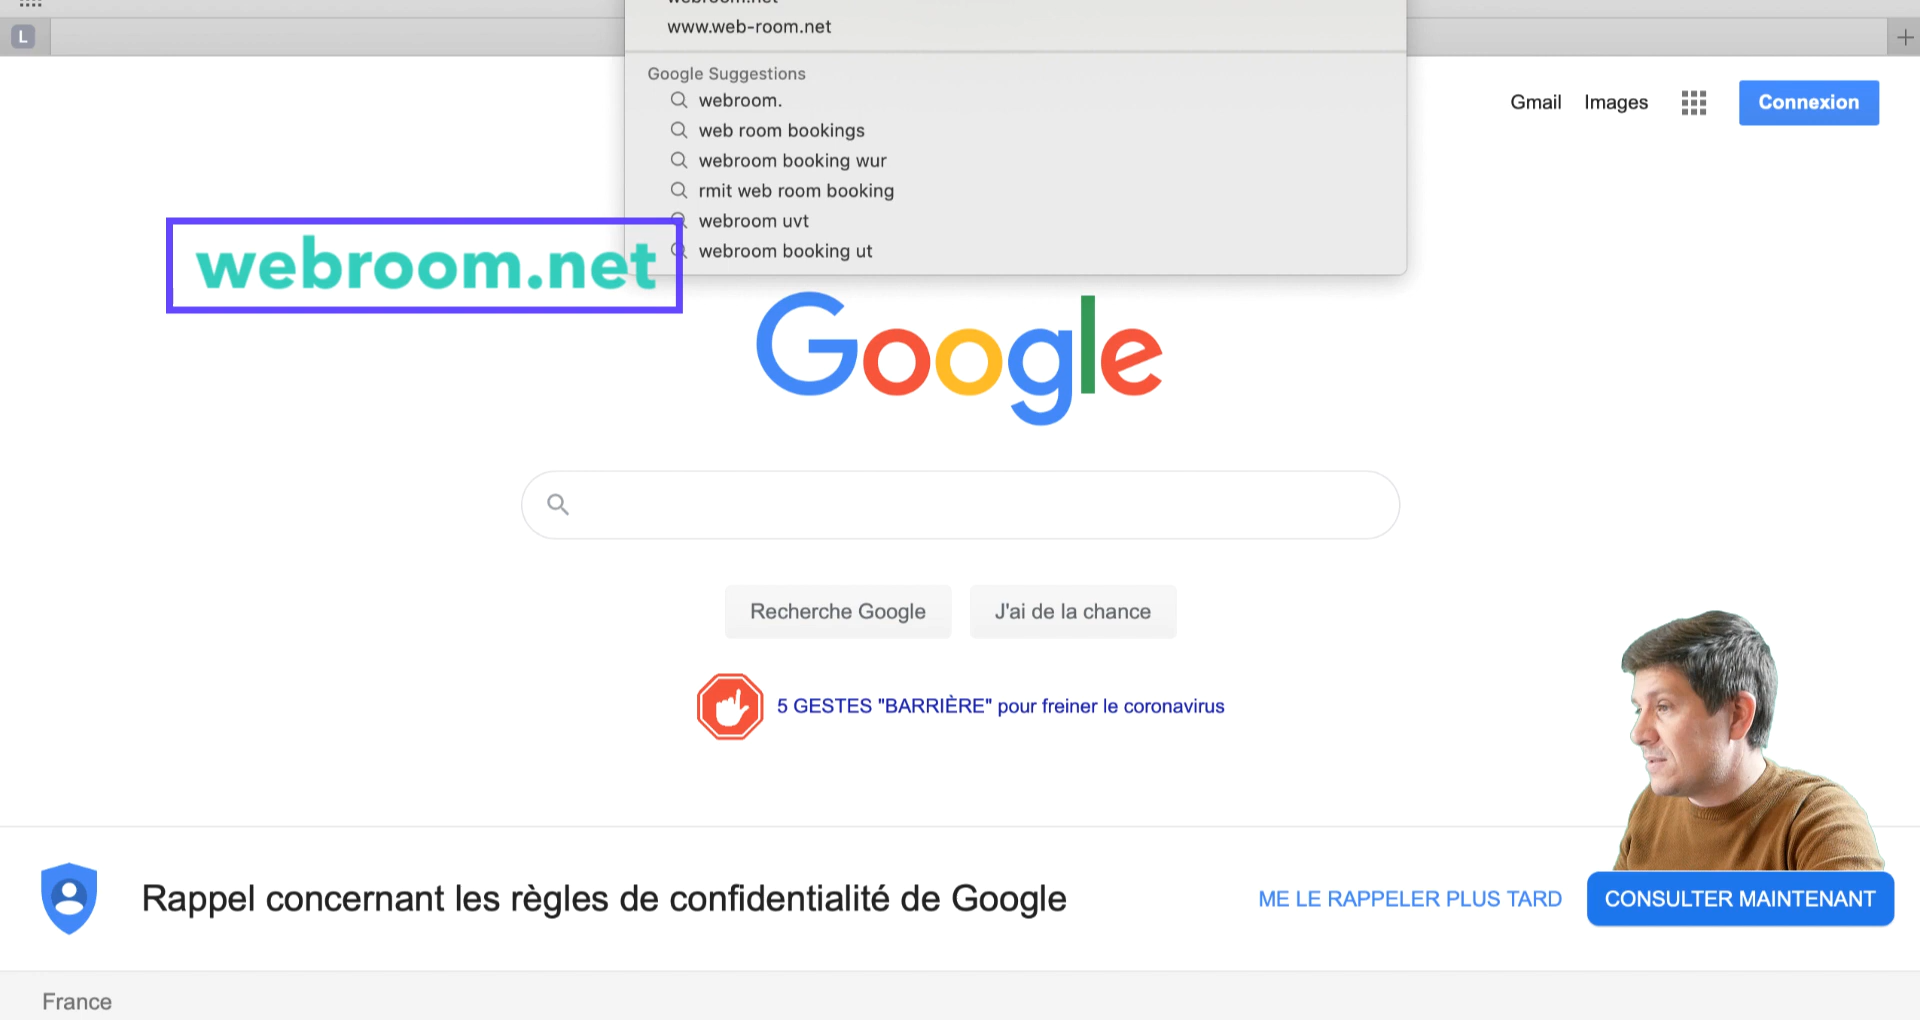 webroom.net
www.web-room.net
L
Google Suggestions
webroom.
web room bookings
webroom booking wur
rmit web room booking
webroom uvt
webroom booking ut
Gmail Images
Connexion
webroom.net
Google
Recherche Google
J'ai de la chance
5 GESTES "BARRIÈRE" pour freiner le coronavirus
Rappel concernant les règles de confidentialité de Google
ME LE RAPPELER PLUS TARD
CONSULTER MAINTENANT
France